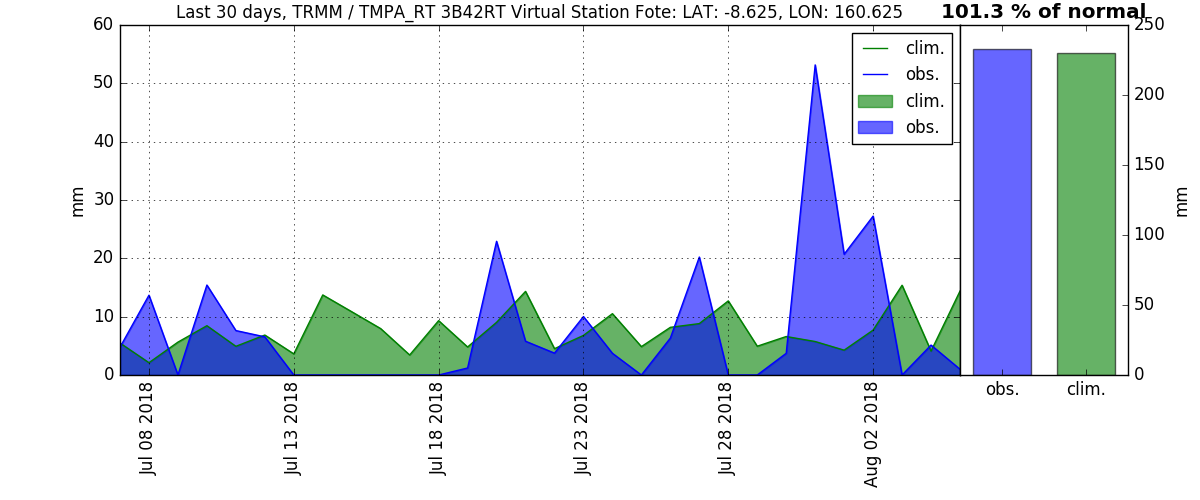 Last 30 days, TRMM / TMPA_RT 3B42RT Virtual Station Fote: LAT: -8.625, LON: 160.625
101.3 % of normal
60
50
40
30
20
10
0
mm
clim.
obs.
clim.
obs.
Jul 08 2018
Jul 13 2018
Jul 18 2018
Jul 23 2018
Jul 28 2018
Aug 02 2018
250
200
150
100
50
0
mm
obs.
clim.